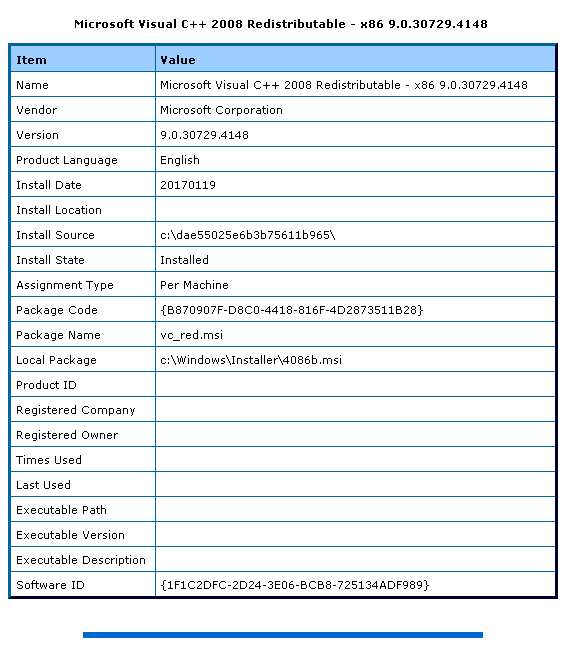 Microsoft Visual C++ 2008 Redistributable - x86 9.0.30729.4148
Item Value
Name Microsoft Visual C++ 2008 Redistributable - x86 9.0.30729.4148
Vendor Microsoft Corporation
Version 9.0.30729.4148
Product Language English
Install Date 20170119
Install Location
Install Source c:\dae55025e6b3b75611b965\
Install State Installed
Assignment Type Per Machine
Package Code {B870907F-D8C0-4418-816F-4D2873511B28}
Package Name vc_red.msi
Local Package c:\Windows\Installer\4086b.msi
Product ID
Registered Company
Registered Owner
Times Used
Last Used
Executable Path
Executable Version
Executable Description
Software ID {1F1C2DFC-2D24-3E06-BCB8-725134ADF989}